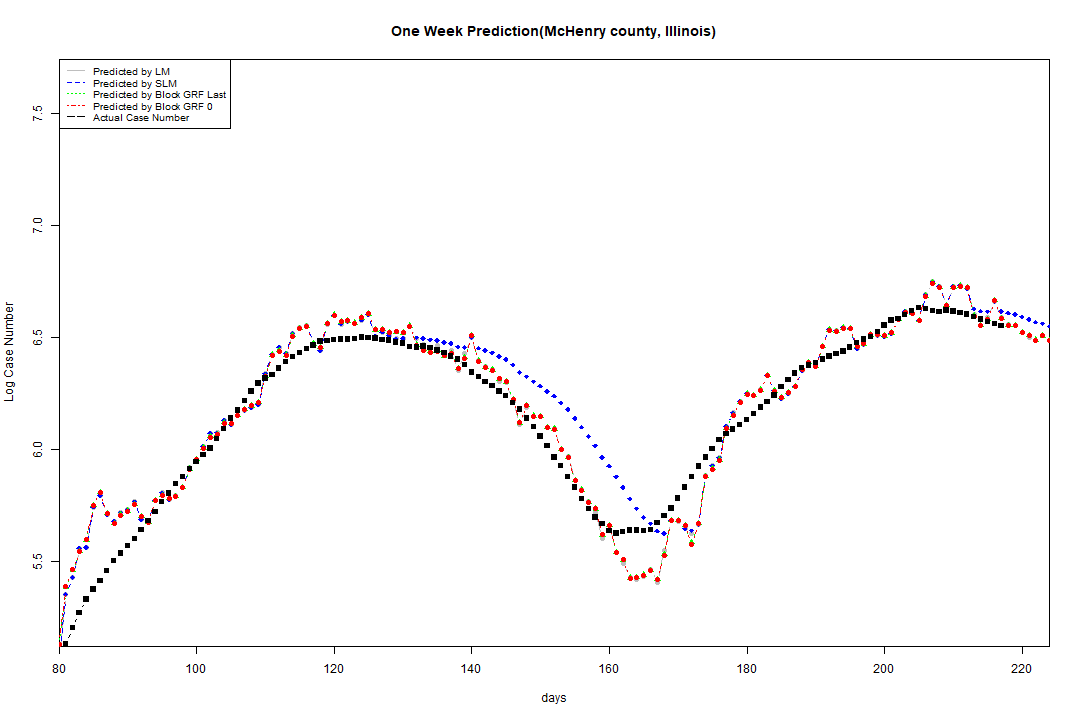 One Week Prediction(McHenry county, Illinois)
Predicted by LM
Predicted by SLM
Predicted by Block GRF Last
Predicted by Block GRF 0
Actual Case Number
7.5
7.0
6.5
6.0
5.5
Log Case Number
80 100 120 140 160 180 200 220
days